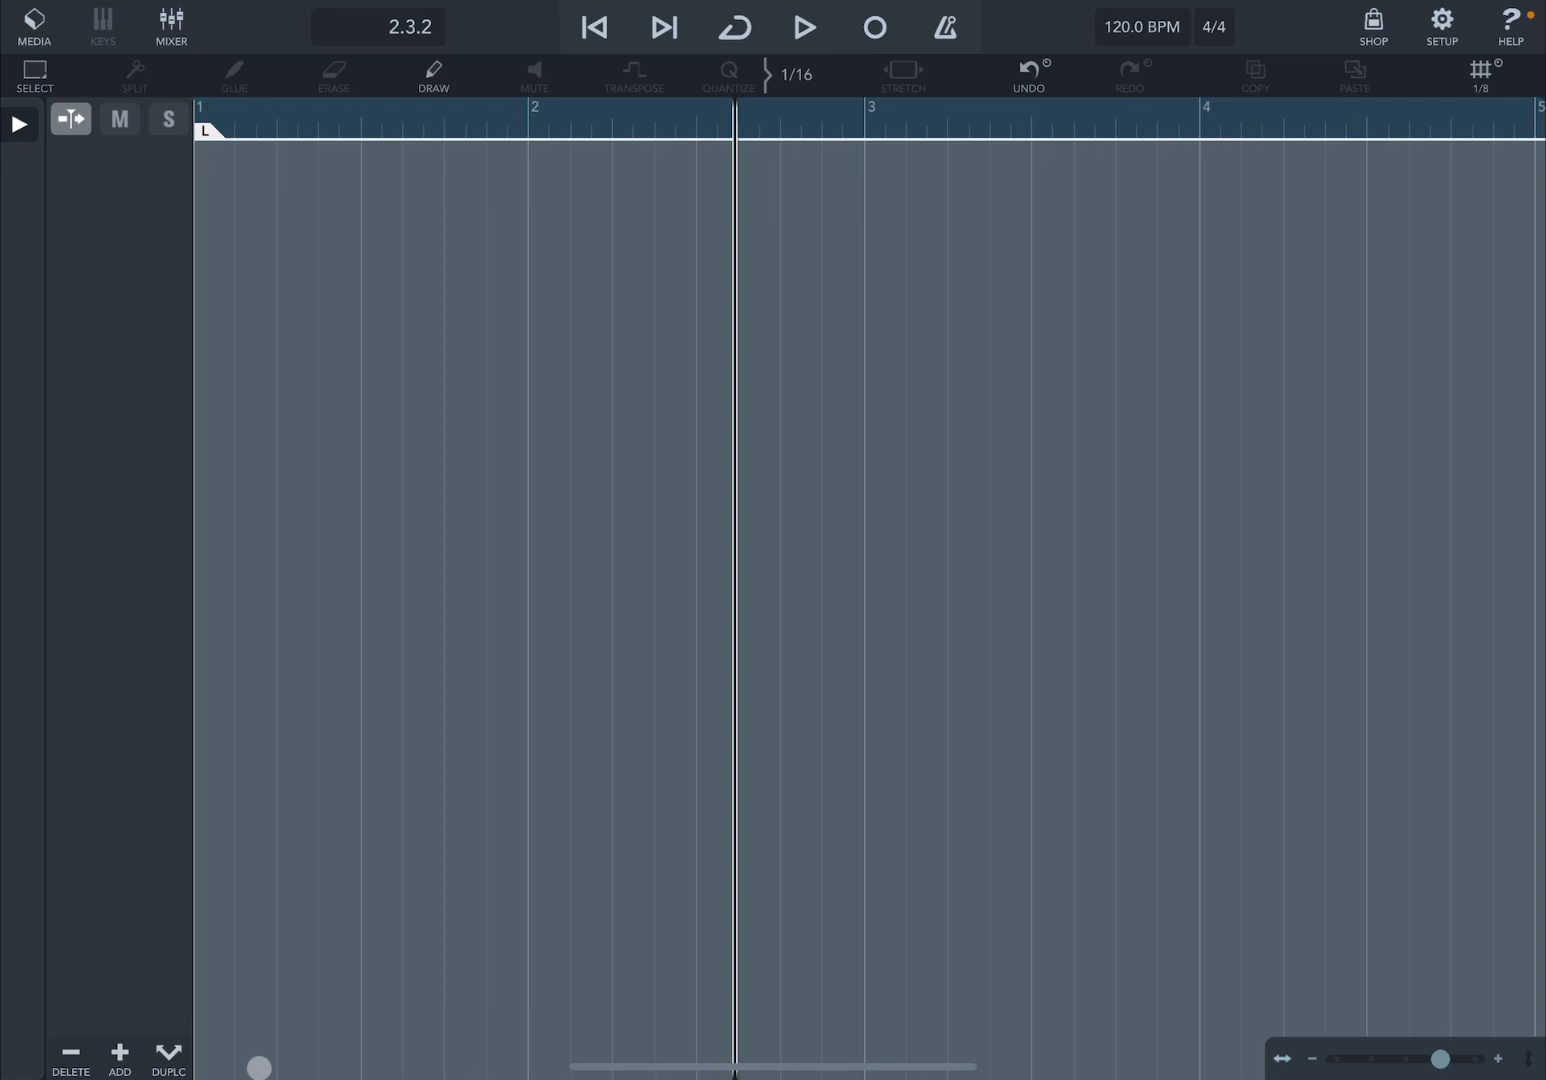 MEDIA KEYS MIXER 2.3.2 120.0 BPM 4/4 SHOP SETUP ? HELP
SELECT SPLIT GLUE ERASE DRAW MUTE TRANSPOSE Q QUANTIZE 1/16 STRETCH UNDO REDO COPY PASTE 1/8
M S 1 2 3 4 5
L
DELETE ADD DUPLC